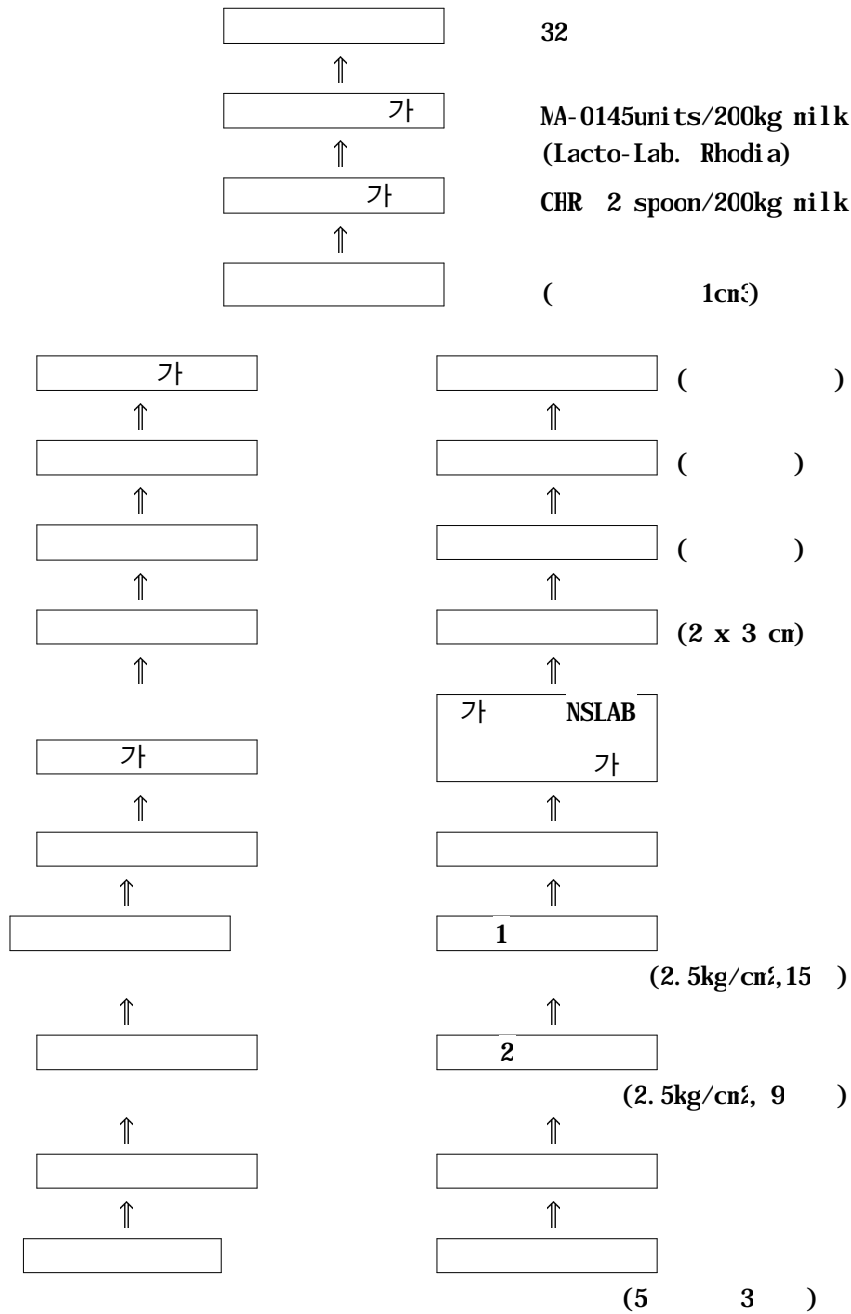 32
⇑
가 MA-0145units/200kg milk
⇑ (Lacto-Lab. Rhodia)
가 CHR 2 spoon/200kg milk
⇑
( 1cm3)
가 ( )
⇑ ⇑
( )
⇑ ⇑
( )
⇑ ⇑
(2 x 3 cm)
⇑ ⇑
가 NSLAB
가 가
⇑ ⇑
⇑ ⇑
1
(2.5kg/cm2,15 )
⇑ ⇑
2
(2.5kg/cm2, 9 )
⇑ ⇑
⇑ ⇑
(5 3 )